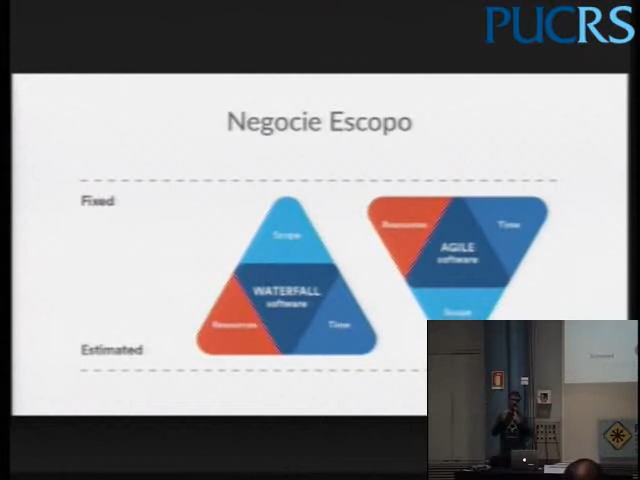 PUCRS
Negocie Escopo
Fixed
Scope
WATERFALL
software
Resources
Time
Resources
Time
AGILE
software
Scope
Estimated